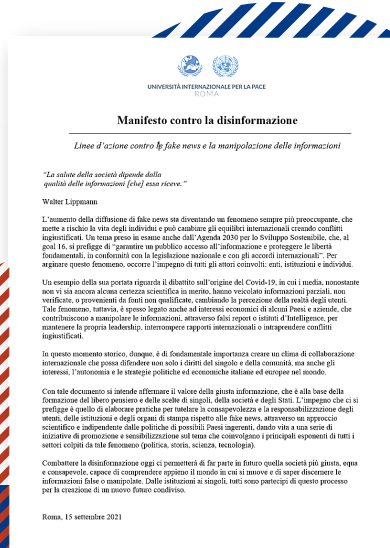 UNIVERSITÀ INTERNAZIONALE PER LA PACE
ROMA
Manifesto contro la disinformazione
Linee d'azione contro le fake news e la manipolazione delle informazioni
"La salute della società dipende dalla
qualità delle informazioni [che] essa riceve."
Walter Lippmann
L'aumento della diffusione di fake news sta diventando un fenomeno sempre più preoccupante, che
mette a rischio la vita degli individui e può cambiare gli equilibri internazionali creando conflitti
ingiustificati. Un tema preso in esame anche dall'Agenda 2030 per lo Sviluppo Sostenibile, che, al
goal 16, si prefigge di "garantire un pubblico accesso all'informazione e proteggere le libertà
fondamentali, in conformità con la legislazione nazionale e con gli accordi internazionali". Per
arginare questo fenomeno, occorre l'impegno di tutti gli attori coinvolti: enti, istituzioni e individui.
Un esempio della sua portata riguarda il dibattito sull'origine del Covid-19, in cui i media, nonostante
non vi sia ancora alcuna certezza scientifica in merito, hanno veicolato informazioni parziali, non
verificate, o provenienti da fonti non qualificate, cambiando la percezione della realtà degli utenti.
Tale fenomeno, tuttavia, è spesso legato anche ad interessi economici di alcuni Paesi e aziende, che
contribuiscono a manipolare le informazioni, attraverso falsi report o istituti d'Intelligence, per
mantenere la propria leadership, interrompere rapporti internazionali o intraprendere conflitti
ingiustificati.
In questo momento storico, dunque, è di fondamentale importanza creare un clima di collaborazione
internazionale che possa difendere non solo i diritti del singolo e della comunità, ma anche gli
interessi, l'autonomia e le strategie politiche ed economiche italiane ed europee nel mondo.
Con tale documento si intende affermare il valore della giusta informazione, che è alla base della
formazione del libero pensiero e delle scelte di singoli, della società e degli Stati. L'impegno che ci si
prefigge è quello di elaborare pratiche per tutelare la consapevolezza e la responsabilizzazione degli
utenti, delle istituzioni e degli organi di stampa rispetto alle fake news, attraverso un approccio
scientifico e indipendente dalle politiche di possibili Paesi ingerenti, dando vita a una serie di
iniziative di promozione e sensibilizzazione sul tema che coinvolgono i principali esponenti di tutti i
settori colpiti da tale fenomeno (politica, storia, scienza, tecnologia).
Combattere la disinformazione oggi ci permetterà di far parte in futuro quella società più giusta, equa
e consapevole, capace di comprendere appieno il mondo in cui si muove e di saper discernere le
informazioni false o manipolate. Dalle istituzioni ai singoli, tutti sono partecipi di questo processo
per la creazione di un nuovo futuro condiviso.
Roma, 15 settembre 2021